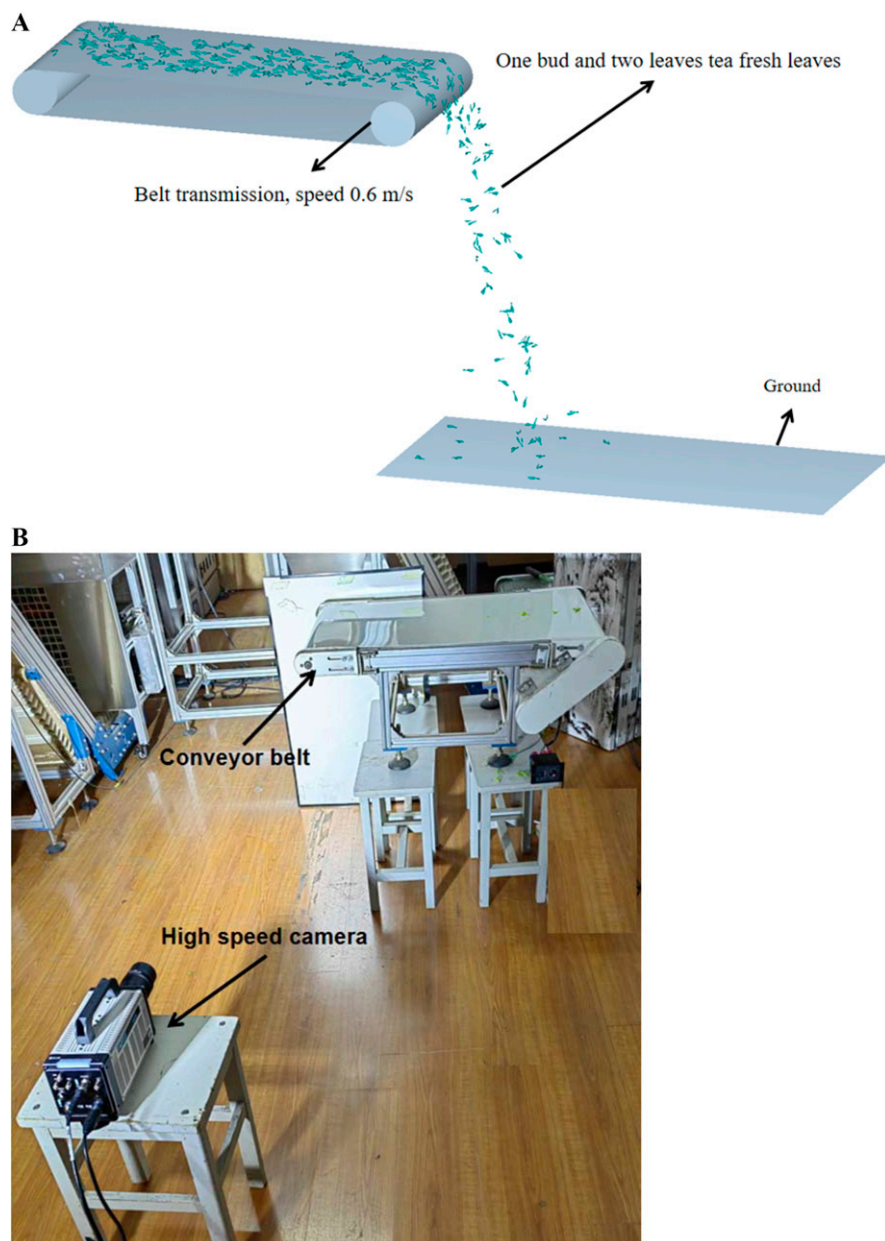 A
One bud and two leaves tea fresh leaves
Belt transmission, speed 0.6 m/s
Ground
B
Conveyor belt
High speed camera